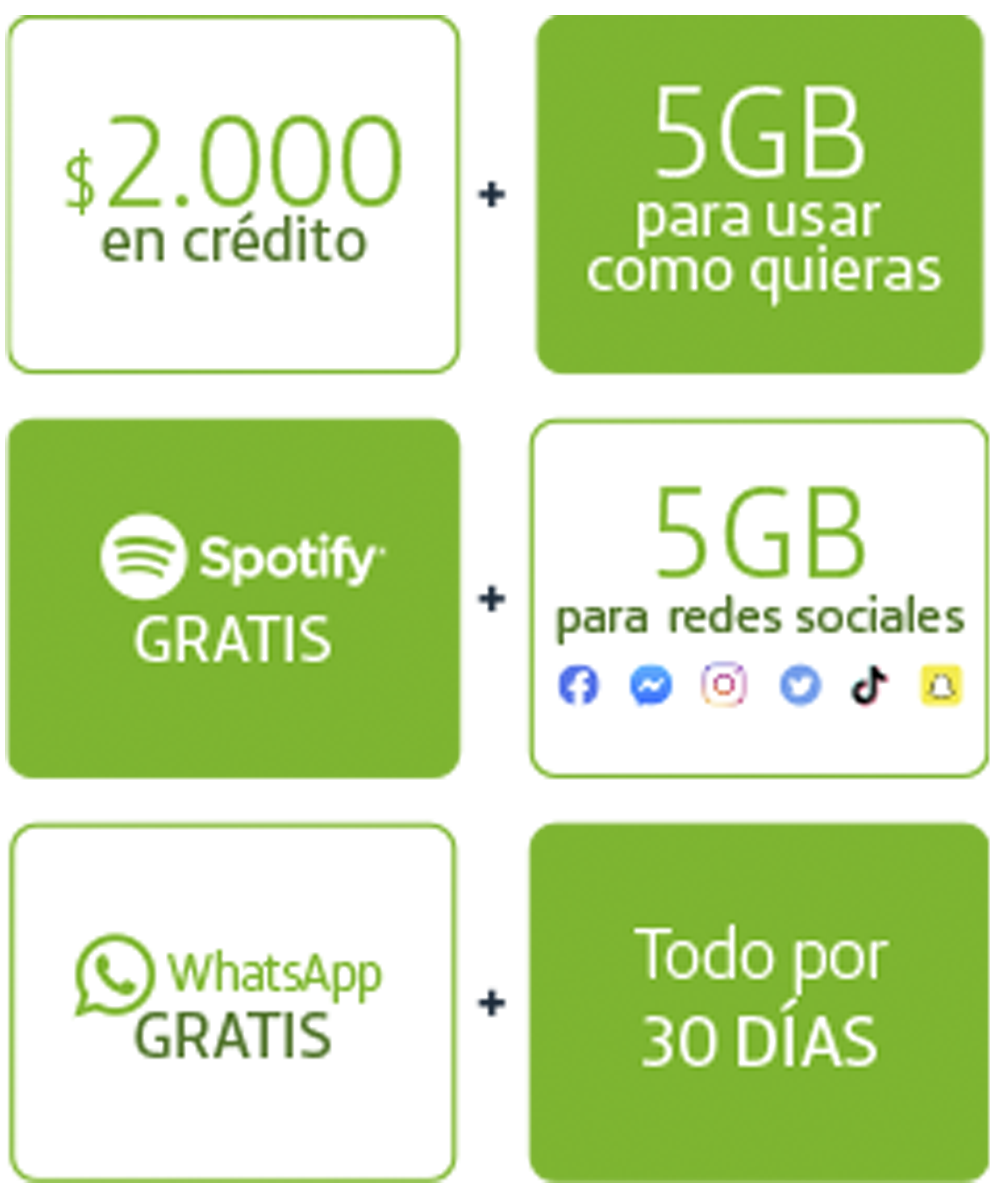 $2.000
en crédito
+
5GB
para usar
como quieras
Spotify
GRATIS
+
5GB
para redes sociales
WhatsApp
GRATIS
+
Todo por
30 DÍAS